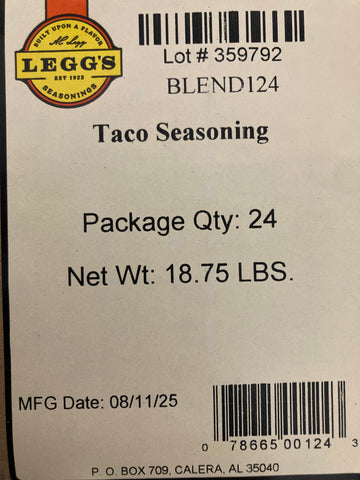 BUILT UPON A FLAVOR
A.C. Legg
LEGG'S
EST 1923
SEASONINGS
Lot # 359792
BLEND124
Taco Seasoning
Package Qty: 24
Net Wt: 18.75 LBS.
MFG Date: 08/11/25
0 78665 00124 3
P. O. BOX 709, CALERA, AL 35040